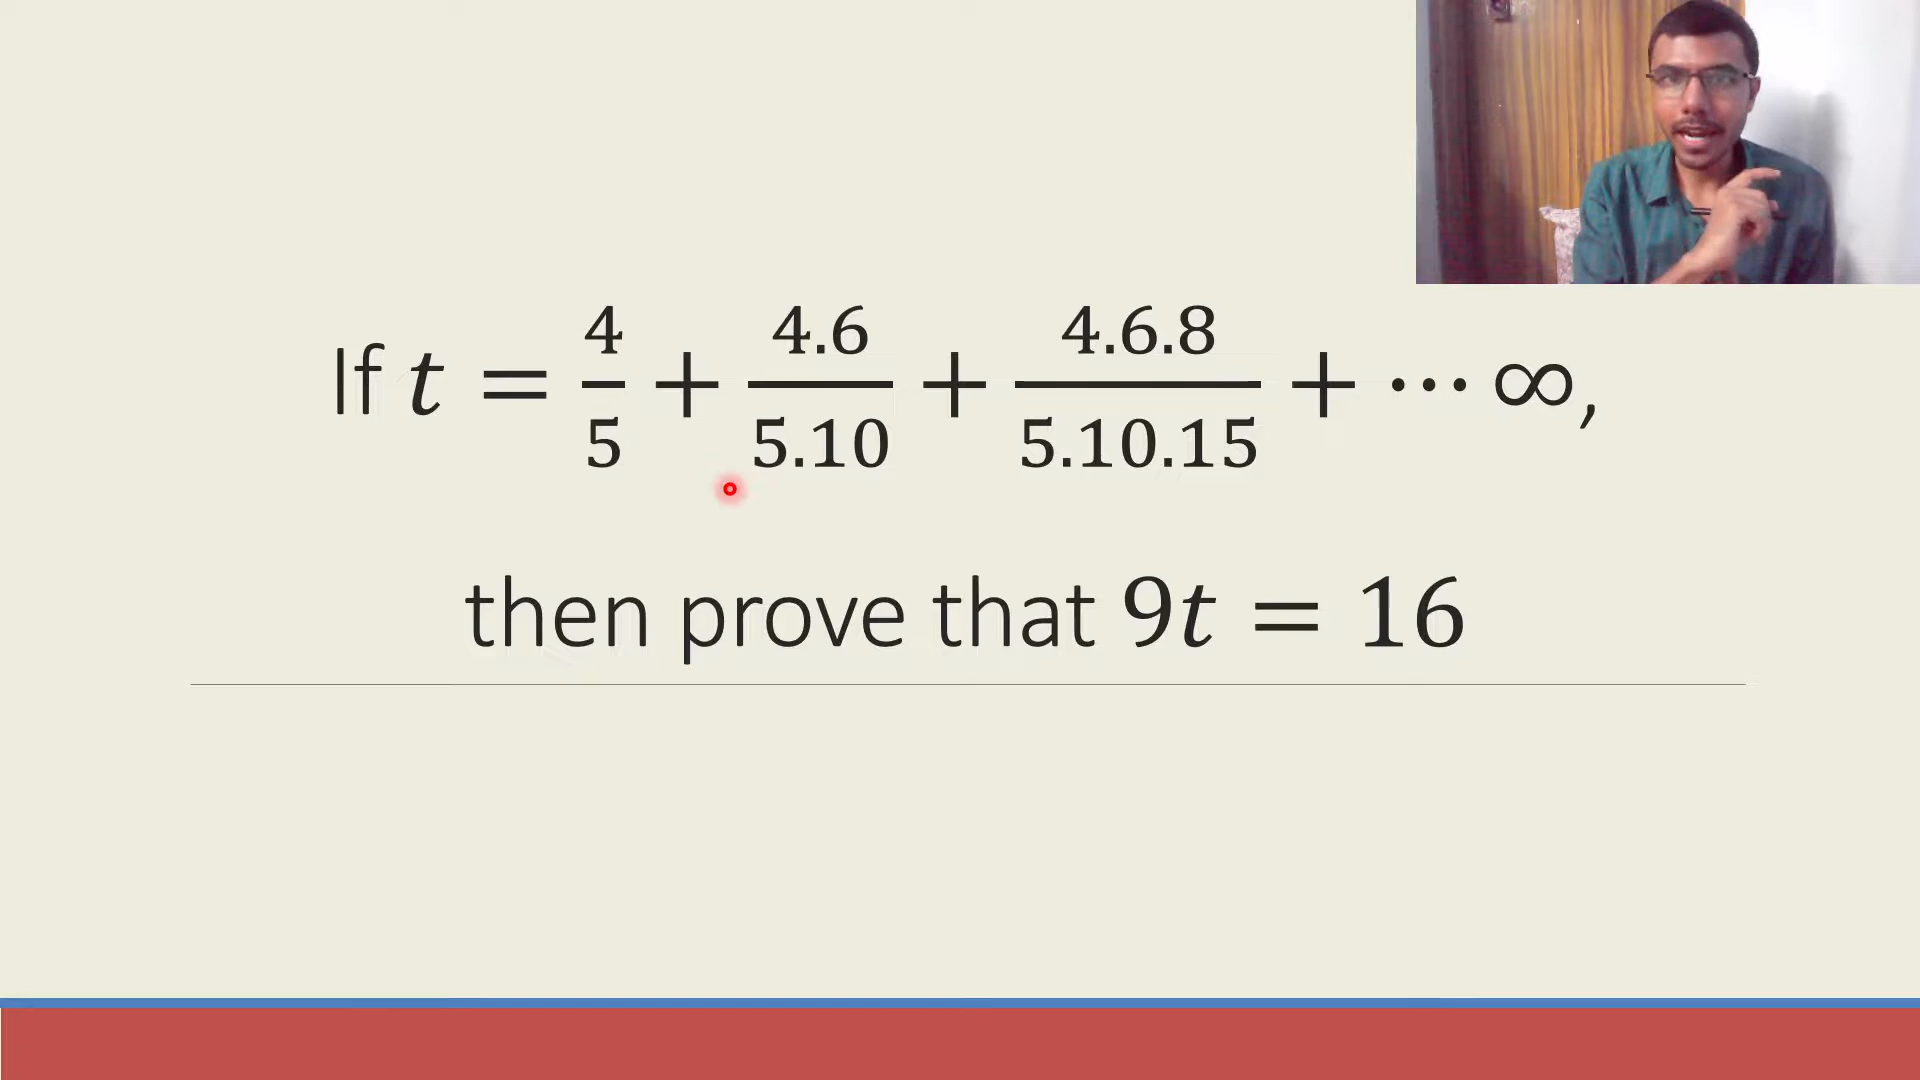 If t = 4/5 + 4.6/5.10 + 4.6.8/5.10.15 + ⋯ ∞,
then prove that 9t = 16